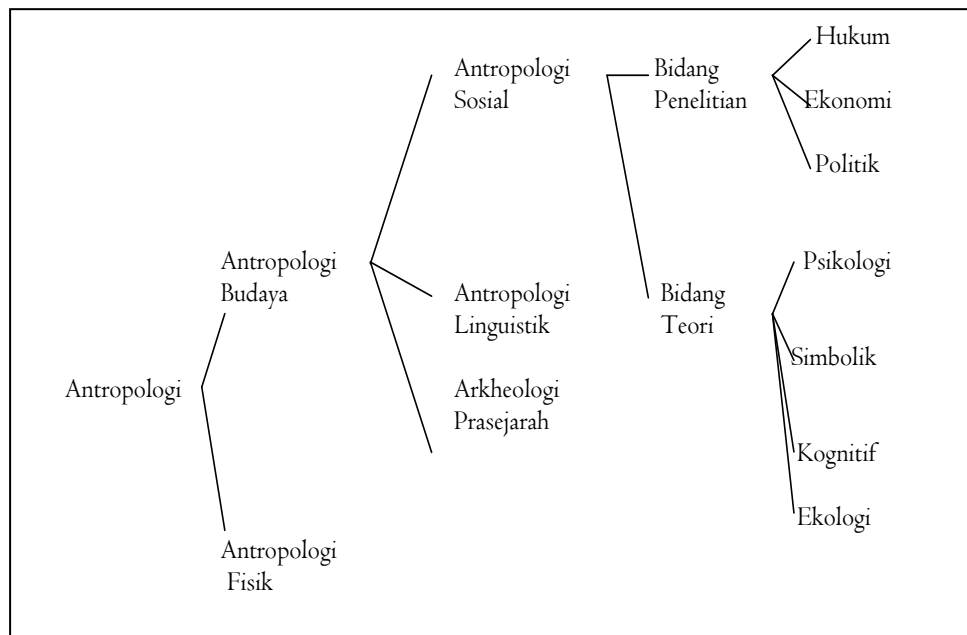 Hukum
Antropologi
Sosial
Bidang
Penelitian
Ekonomi
Politik
Antropologi
Budaya
Psikologi
Antropologi
Linguistik
Bidang
Teori
Simbolik
Antropologi
Arkheologi
Prasejarah
Kognitif
Ekologi
Antropologi
Fisik